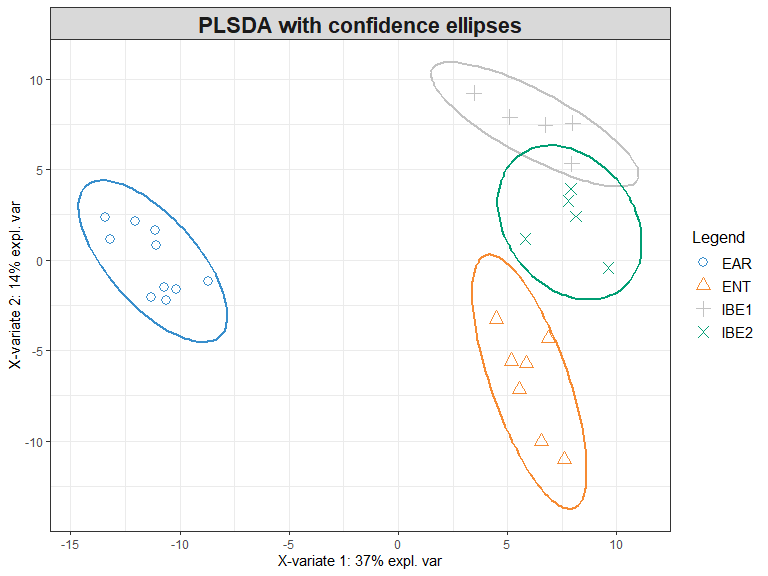 PLSDA with confidence ellipses
10
5
0
-5
-10
X-variate 2: 14% expl. var
-15
-10
-5
0
5
10
X-variate 1: 37% expl. var
Legend
EAR
ENT
IBE1
IBE2